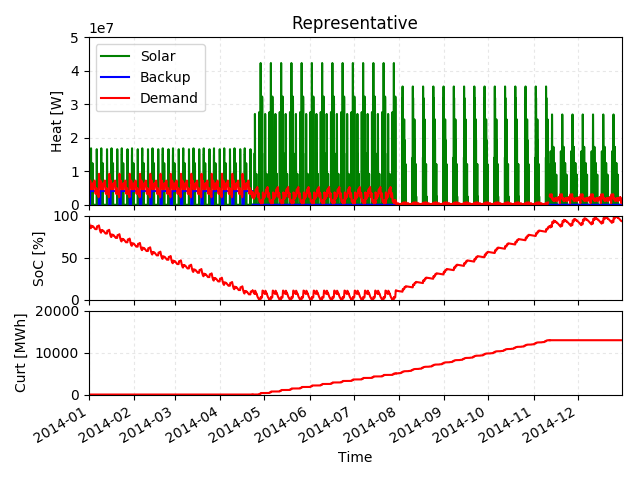 Representative
1e7
5
4
3
2
1
0
Heat [W]
Solar
Backup
Demand
100
50
0
SoC [%]
20000
10000
0
Curt [MWh]
2014-01
2014-02
2014-03
2014-04
2014-05
2014-06
2014-07
2014-08
2014-09
2014-10
2014-11
2014-12
Time